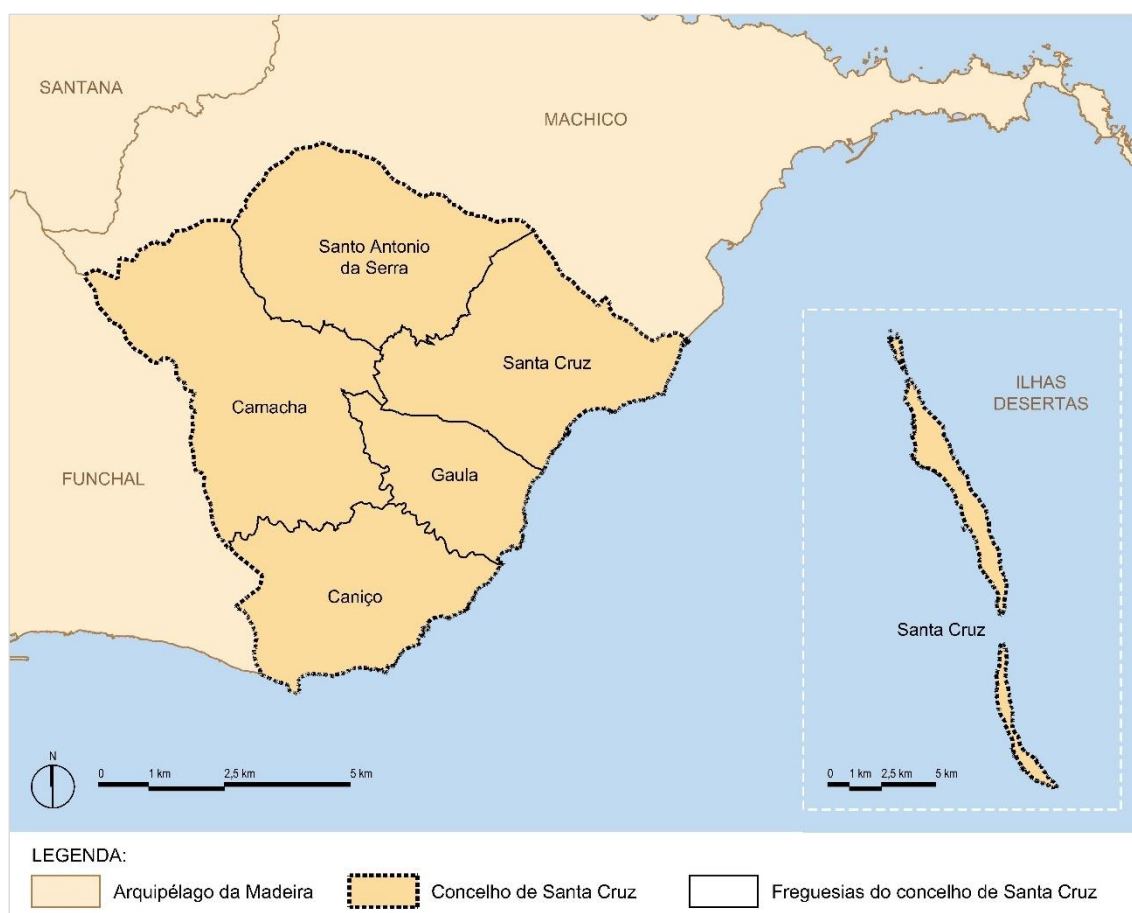 SANTANA
MACHICO
Santo Antonio
da Serra
Santa Cruz
ILHAS
DESERTAS
Camacha
FUNCHAL
Gaula
Caniço
Santa Cruz
N
0 1 km 2,5 km 5 km
0 1 km 2,5 km 5 km
LEGENDA:
Arquipélago da Madeira
Concelho de Santa Cruz
Freguesias do concelho de Santa Cruz